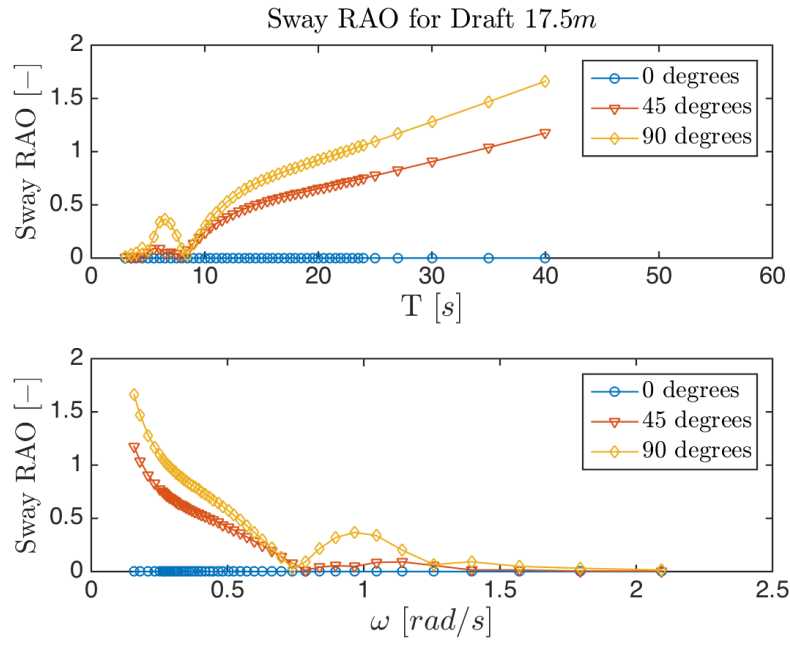 Sway RAO for Draft 17.5m
Sway RAO [−]
2
1.5
1
0.5
0
0 degrees
45 degrees
90 degrees
0 10 20 30 40 50 60
T [s]
Sway RAO [−]
2
1.5
1
0.5
0
0 degrees
45 degrees
90 degrees
0 0.5 1 1.5 2 2.5
ω [rad/s]